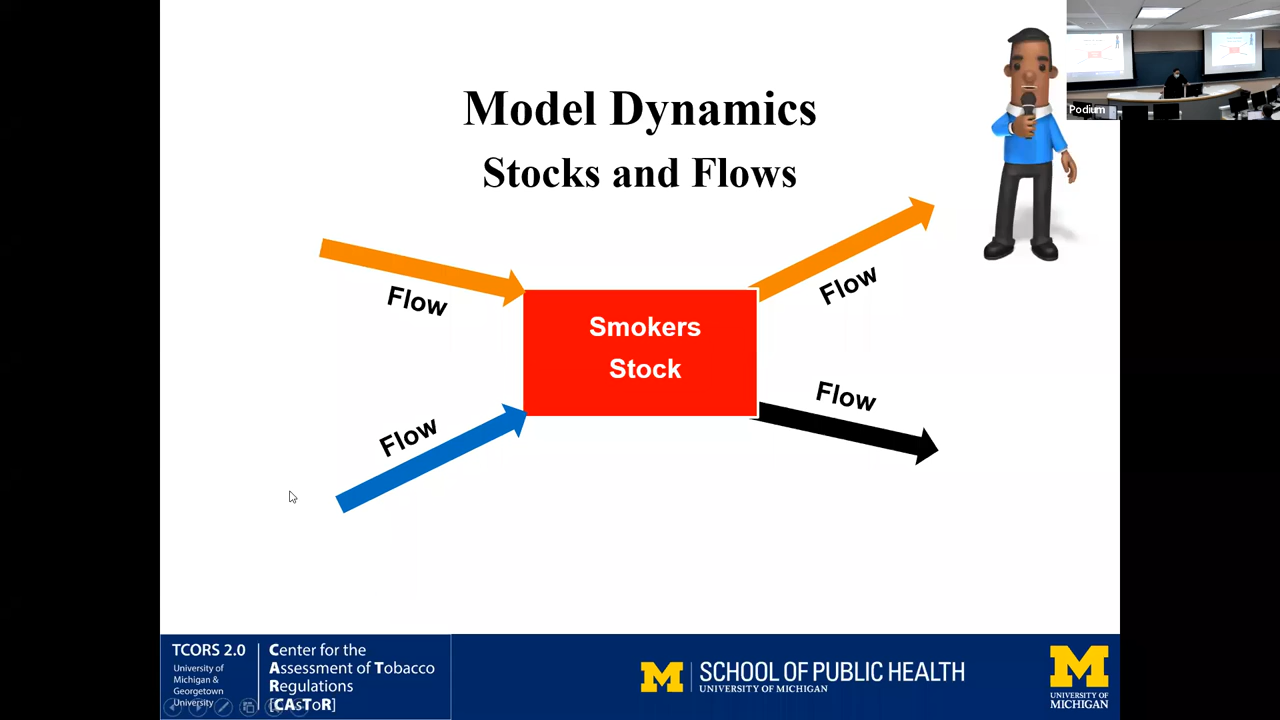 Podium
Model Dynamics
Stocks and Flows
Flow
Flow
Smokers
Stock
Flow
Flow
TCORS 2.0
University of
Michigan &
Georgetown
University
Center for the
Assessment of Tobacco
Regulations
[CAsToR]
M SCHOOL OF PUBLIC HEALTH
UNIVERSITY OF MICHIGAN
M
UNIVERSITY OF
MICHIGAN